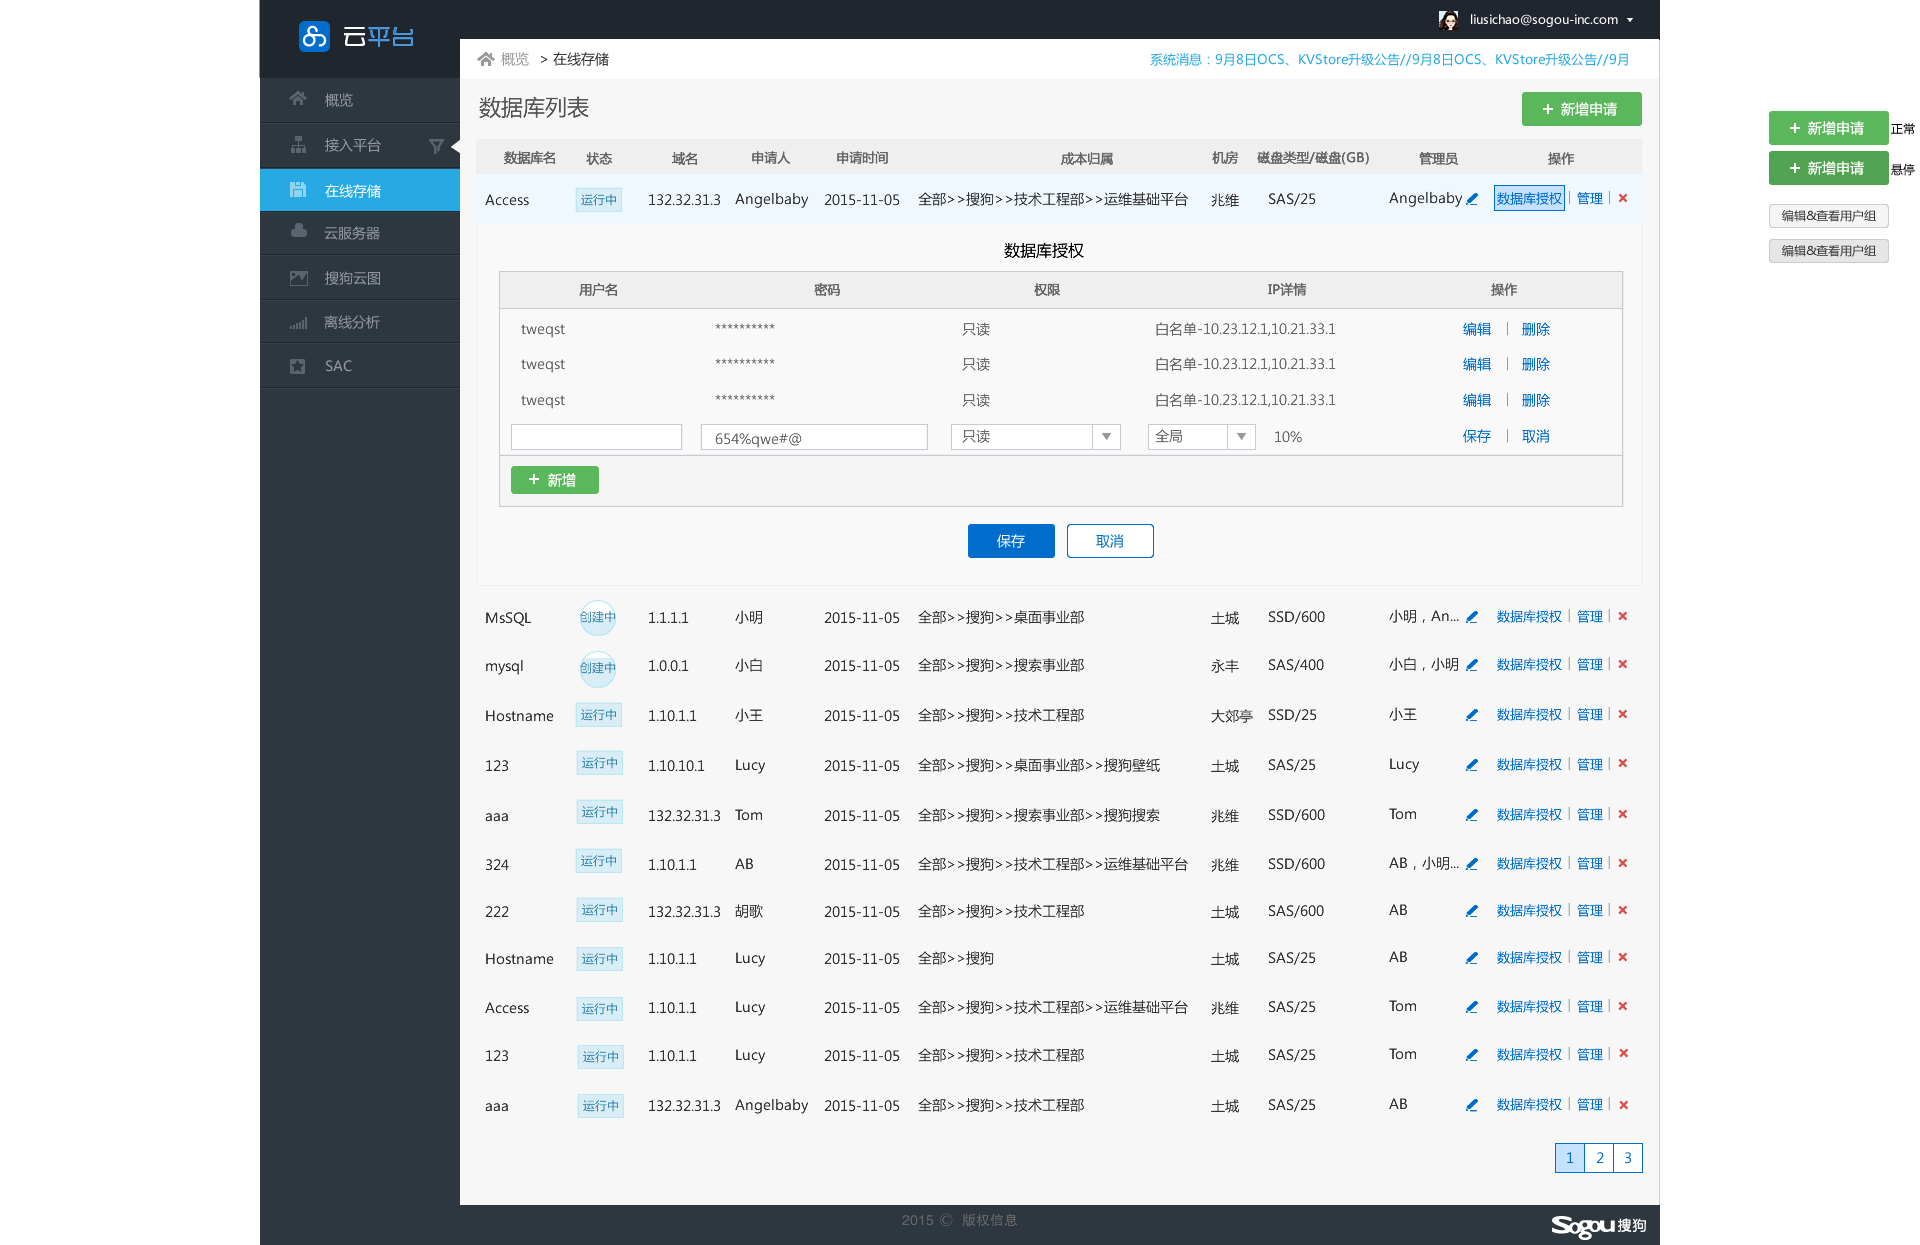 云平台
liusichao@sogou-inc.com
概览 > 在线存储
系统消息：9月8日OCS、KVStore升级公告//9月8日OCS、KVStore升级公告//9月
概览
接入平台
在线存储
云服务器
搜狗云图
离线分析
SAC
数据库列表
+ 新增申请
数据库名 状态 域名 申请人 申请时间 成本归属 机房 磁盘类型/磁盘(GB) 管理员 操作
Access 运行中 132.32.31.3 Angelbaby 2015-11-05 全部>>搜狗>>技术工程部>>运维基础平台 兆维 SAS/25 Angelbaby 数据库授权 | 管理 | ×
数据库授权
用户名 密码 权限 IP详情 操作
tweqst ********** 只读 白名单-10.23.12.1,10.21.33.1 编辑 | 删除
tweqst ********** 只读 白名单-10.23.12.1,10.21.33.1 编辑 | 删除
tweqst ********** 只读 白名单-10.23.12.1,10.21.33.1 编辑 | 删除
654%qwe#@ 只读 全局 10% 保存 | 取消
+ 新增
保存 取消
MsSQL 创建中 1.1.1.1 小明 2015-11-05 全部>>搜狗>>桌面事业部 土城 SSD/600 小明，An... 数据库授权 | 管理 | ×
mysql 创建中 1.0.0.1 小白 2015-11-05 全部>>搜狗>>搜索事业部 永丰 SAS/400 小白，小明 数据库授权 | 管理 | ×
Hostname 运行中 1.10.1.1 小王 2015-11-05 全部>>搜狗>>技术工程部 大郊亭 SSD/25 小王 数据库授权 | 管理 | ×
123 运行中 1.10.10.1 Lucy 2015-11-05 全部>>搜狗>>桌面事业部>>搜狗壁纸 土城 SAS/25 Lucy 数据库授权 | 管理 | ×
aaa 运行中 132.32.31.3 Tom 2015-11-05 全部>>搜狗>>搜索事业部>>搜狗搜索 兆维 SSD/600 Tom 数据库授权 | 管理 | ×
324 运行中 1.10.1.1 AB 2015-11-05 全部>>搜狗>>技术工程部>>运维基础平台 兆维 SSD/600 AB，小明... 数据库授权 | 管理 | ×
222 运行中 132.32.31.3 胡歌 2015-11-05 全部>>搜狗>>技术工程部 土城 SAS/600 AB 数据库授权 | 管理 | ×
Hostname 运行中 1.10.1.1 Lucy 2015-11-05 全部>>搜狗 土城 SAS/25 AB 数据库授权 | 管理 | ×
Access 运行中 1.10.1.1 Lucy 2015-11-05 全部>>搜狗>>技术工程部>>运维基础平台 兆维 SAS/25 Tom 数据库授权 | 管理 | ×
123 运行中 1.10.1.1 Lucy 2015-11-05 全部>>搜狗>>技术工程部 土城 SAS/25 Tom 数据库授权 | 管理 | ×
aaa 运行中 132.32.31.3 Angelbaby 2015-11-05 全部>>搜狗>>技术工程部 土城 SAS/25 AB 数据库授权 | 管理 | ×
1 2 3
2015 © 版权信息
Sogou搜狗
+ 新增申请 正常
+ 新增申请 悬停
编辑&查看用户组
编辑&查看用户组